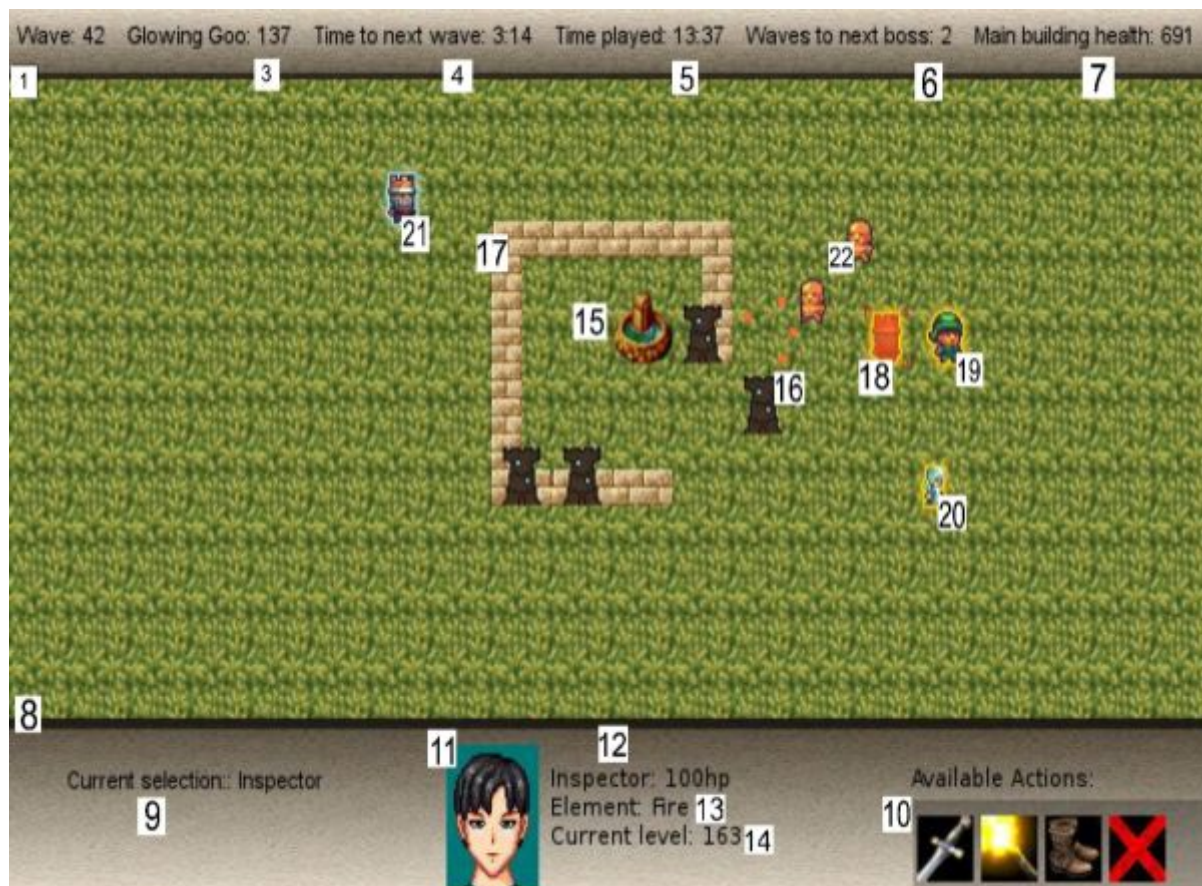 Wave: 42 Glowing Goo: 137 Time to next wave: 3:14 Time played: 13:37 Waves to next boss: 2 Main building health: 691
1 3 4 5 6 7
21
17
22
15
18 19
16
20
8
11 12
Current selection:: Inspector
9
Inspector: 100hp
Element: Fire 13
Current level: 163 14
Available Actions:
10